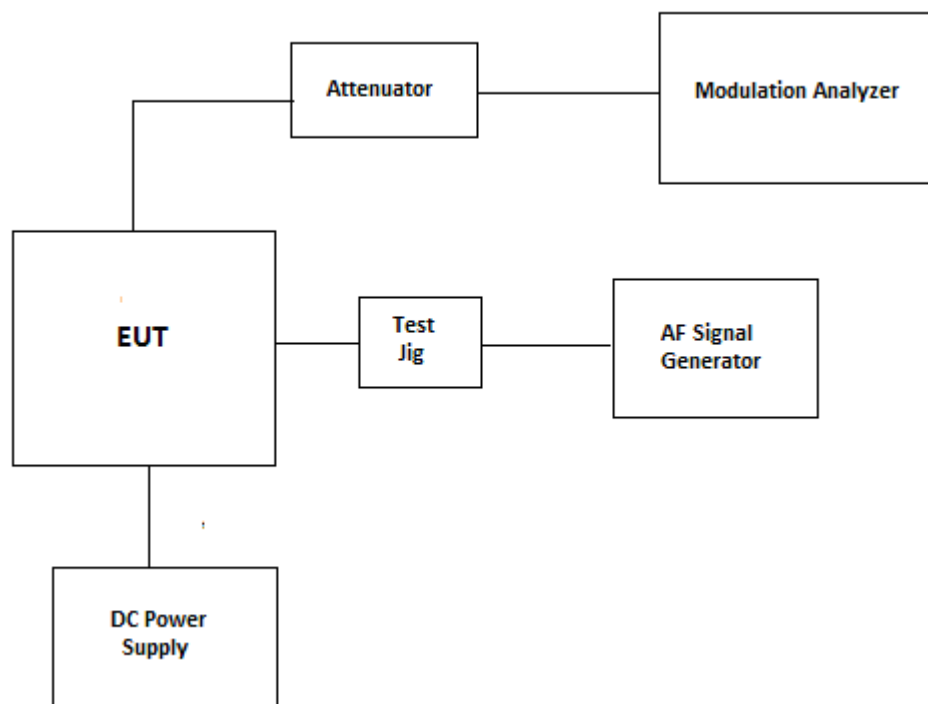 Attenuator
Modulation Analyzer
EUT
Test
Jig
AF Signal
Generator
DC Power
Supply